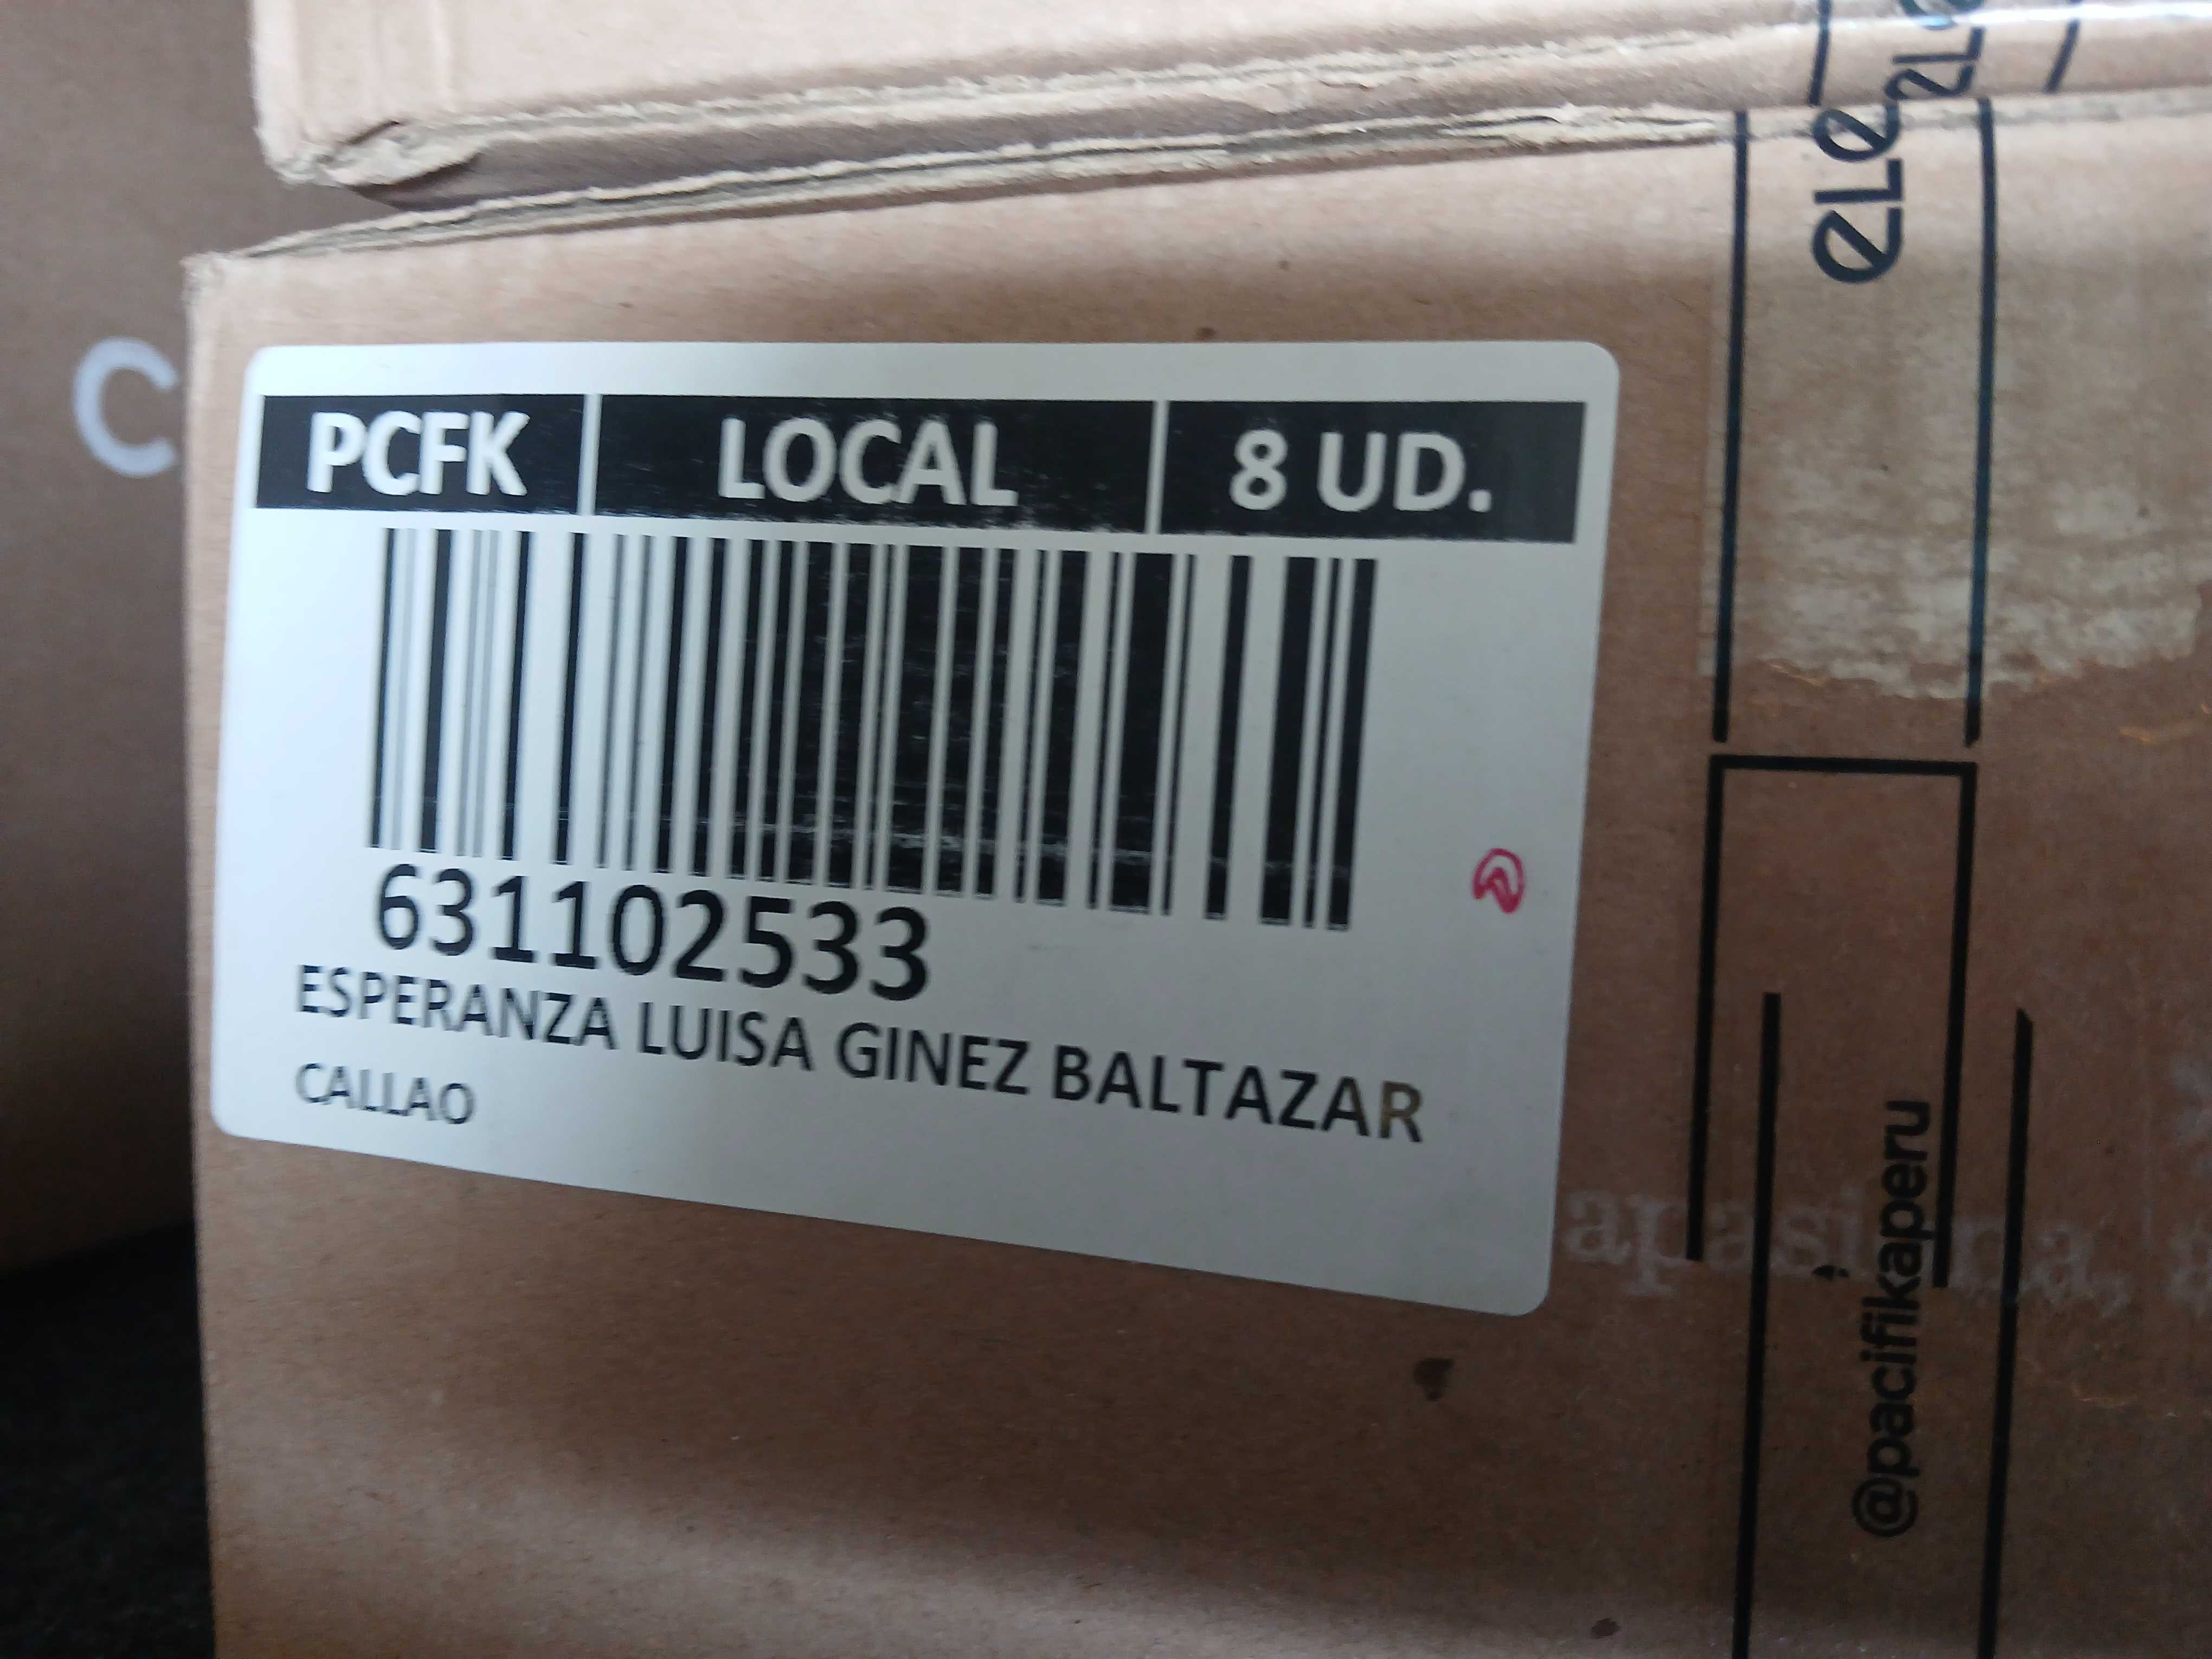 PCFK LOCAL 8 UD.
631102533
ESPERANZA LUISA GINEZ BALTAZAR
CALLAO
@pacifikaperu